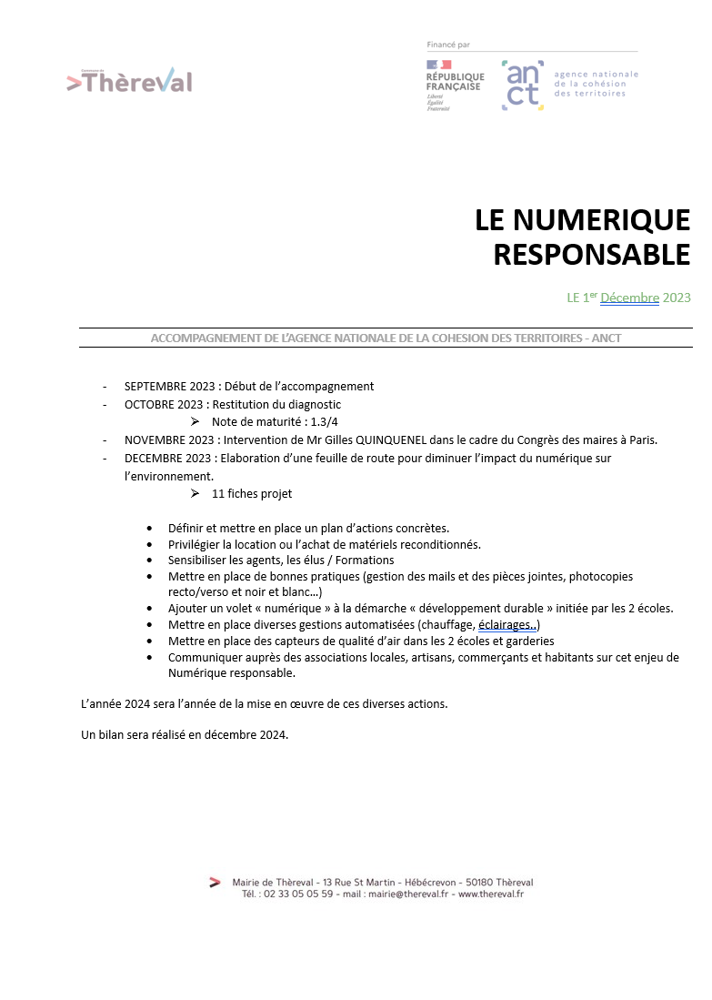 Commune de
Thèreval
Financé par
RÉPUBLIQUE
FRANÇAISE
Liberté
Égalité
Fraternité
an
ct
agence nationale
de la cohésion
des territoires
LE NUMERIQUE
RESPONSABLE
LE 1er Décembre 2023
ACCOMPAGNEMENT DE L’AGENCE NATIONALE DE LA COHESION DES TERRITOIRES - ANCT
- SEPTEMBRE 2023 : Début de l’accompagnement
- OCTOBRE 2023 : Restitution du diagnostic
➢ Note de maturité : 1.3/4
- NOVEMBRE 2023 : Intervention de Mr Gilles QUINQUENEL dans le cadre du Congrès des maires à Paris.
- DECEMBRE 2023 : Elaboration d’une feuille de route pour diminuer l’impact du numérique sur
l’environnement.
➢ 11 fiches projet
• Définir et mettre en place un plan d’actions concrètes.
• Privilégier la location ou l’achat de matériels reconditionnés.
• Sensibiliser les agents, les élus / Formations
• Mettre en place de bonnes pratiques (gestion des mails et des pièces jointes, photocopies
recto/verso et noir et blanc…)
• Ajouter un volet « numérique » à la démarche « développement durable » initiée par les 2 écoles.
• Mettre en place diverses gestions automatisées (chauffage, éclairages..)
• Mettre en place des capteurs de qualité d’air dans les 2 écoles et garderies
• Communiquer auprès des associations locales, artisans, commerçants et habitants sur cet enjeu de
Numérique responsable.
L’année 2024 sera l’année de la mise en œuvre de ces diverses actions.
Un bilan sera réalisé en décembre 2024.
Mairie de Thèreval - 13 Rue St Martin - Hébécrevon - 50180 Thèreval
Tél. : 02 33 05 05 59 - mail : mairie@thereval.fr - www.thereval.fr